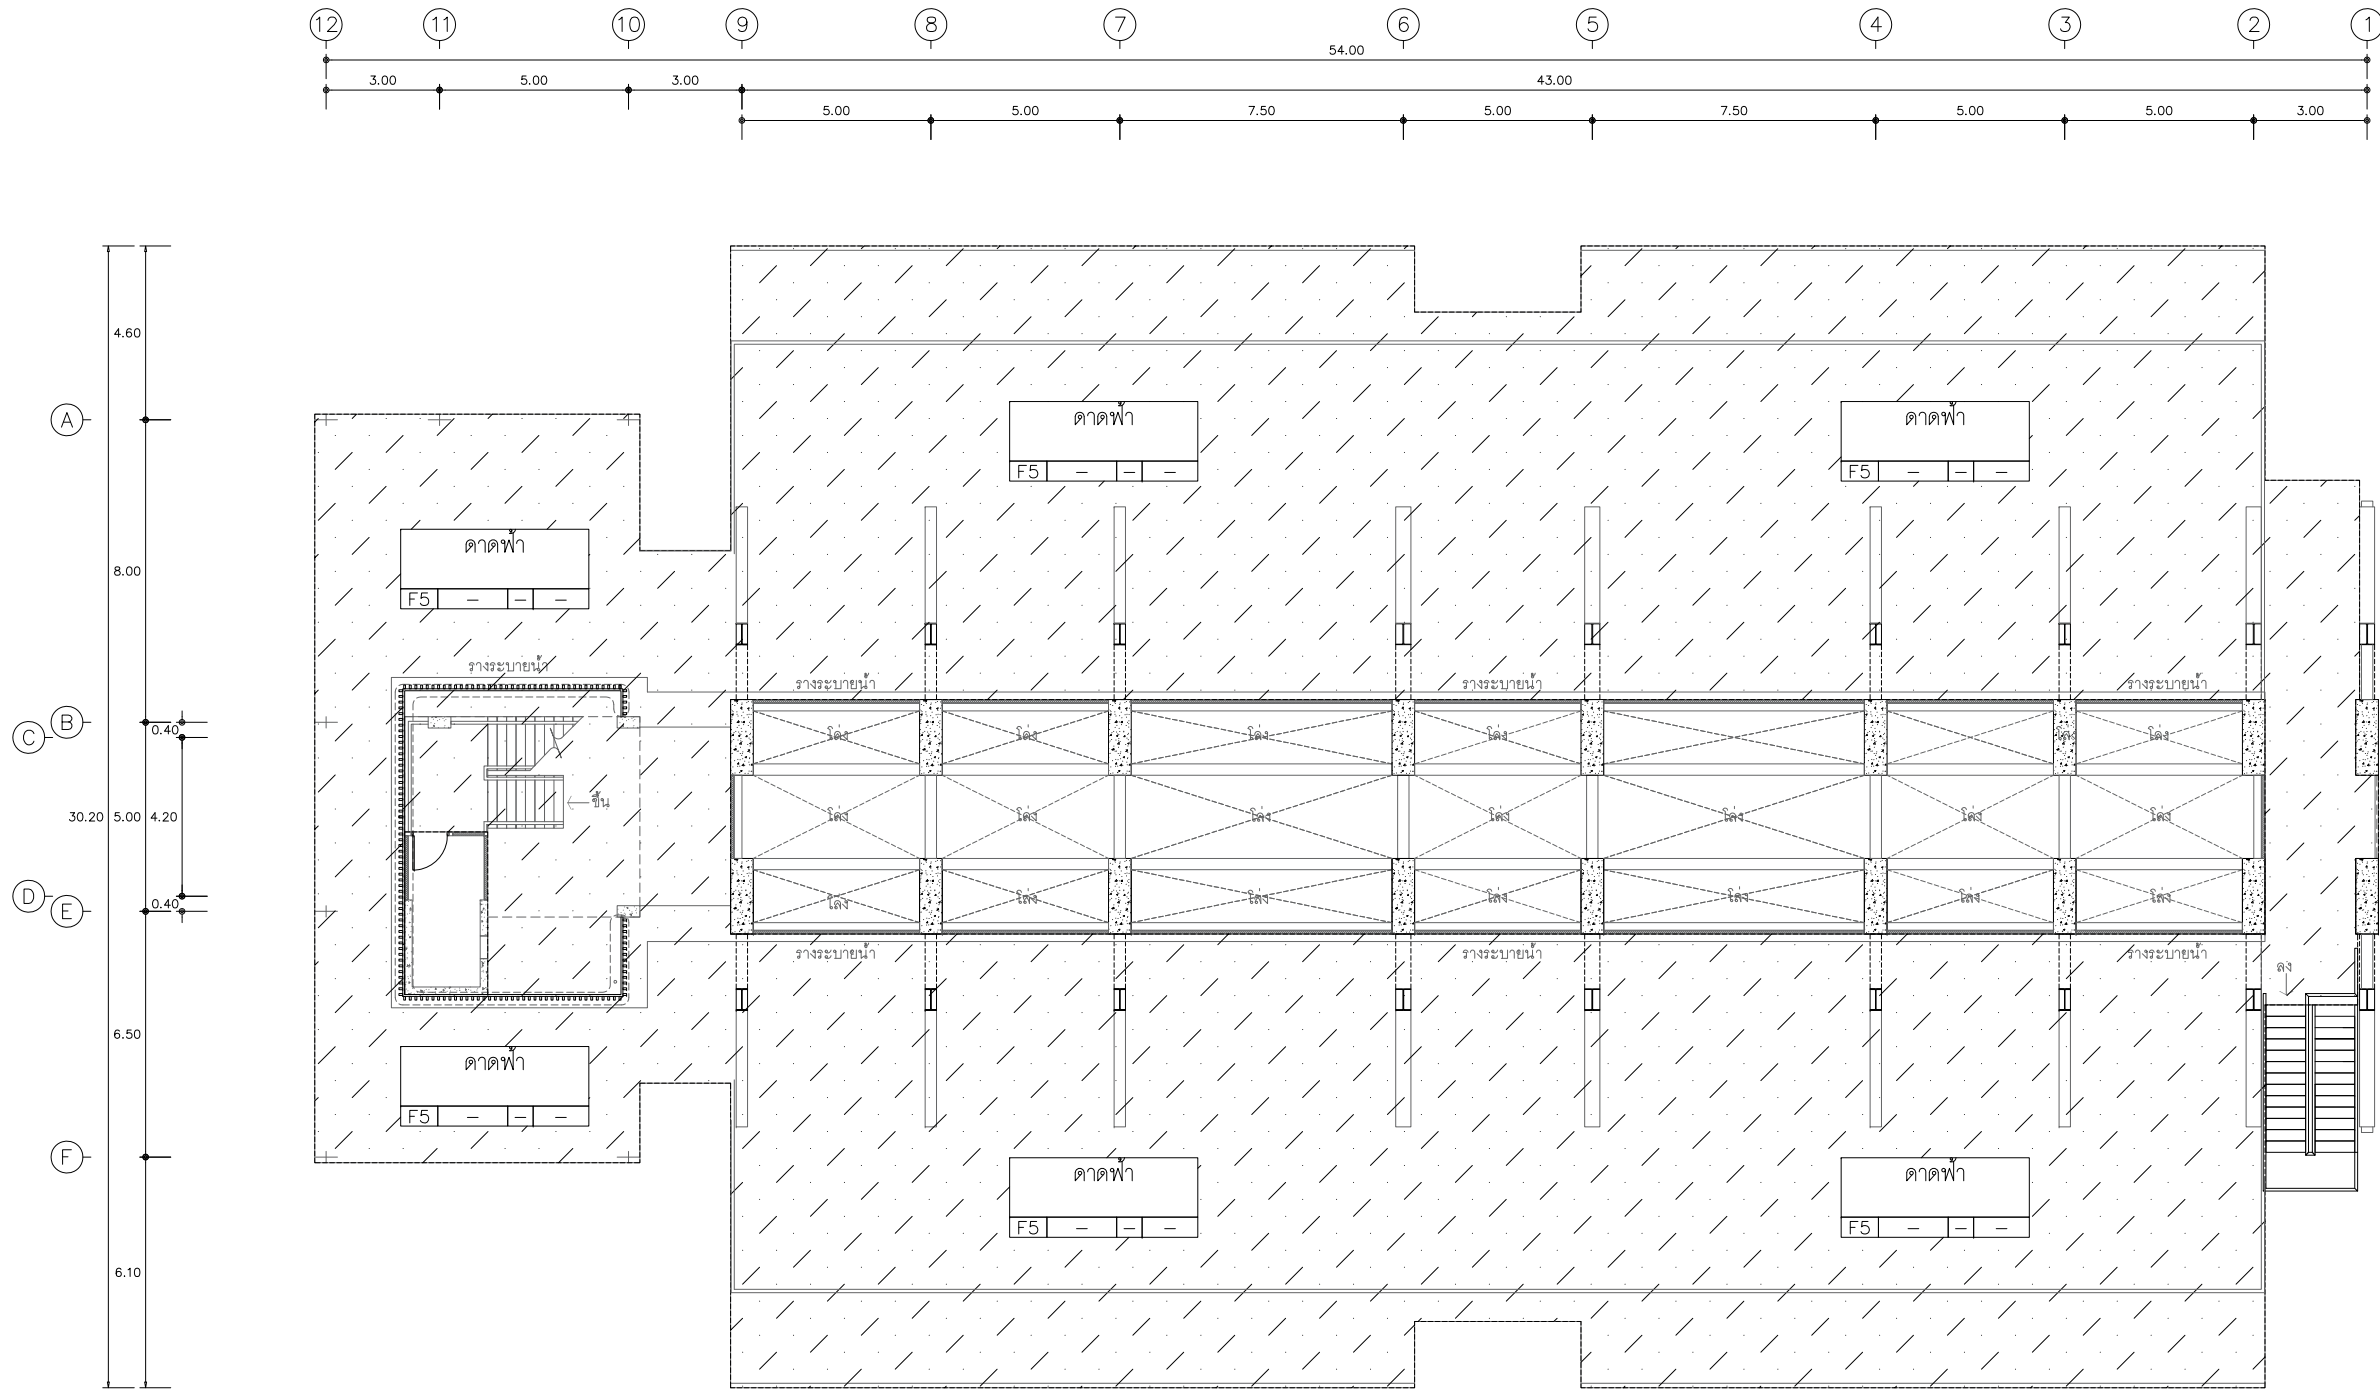 12 11 10 9 8 7 6 5 4 3 2 1
54.00
3.00 5.00 3.00 43.00
5.00 5.00 7.50 5.00 7.50 5.00 5.00 3.00
4.60
A
ดาดฟ้า ดาดฟ้า
F5 – – – F5 – – –
ดาดฟ้า
8.00
F5 – – –
รางระบายน้ำ
รางระบายน้ำ รางระบายน้ำ รางระบายน้ำ
B
C
0.40
โล่ง โล่ง โล่ง โล่ง โล่ง โล่ง
ขึ้น
30.20 5.00 4.20
โล่ง โล่ง โล่ง โล่ง โล่ง โล่ง โล่ง
D
E
0.40
โล่ง โล่ง โล่ง โล่ง โล่ง โล่ง โล่ง
รางระบายน้ำ รางระบายน้ำ รางระบายน้ำ
ลง
6.50
ดาดฟ้า
F5 – – –
F
ดาดฟ้า ดาดฟ้า
F5 – – – F5 – – –
6.10